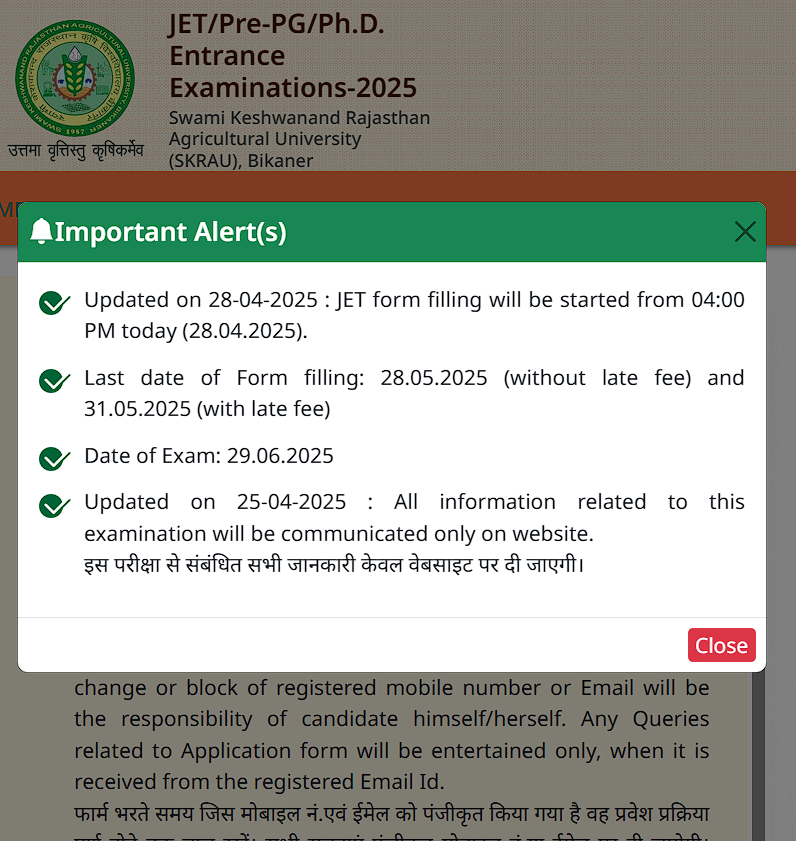 JET/Pre-PG/Ph.D.
Entrance
Examinations-2025
Swami Keshwanand Rajasthan
Agricultural University
(SKRAU), Bikaner
SWAMI KESHWANAND RAJASTHAN AGRICULTURAL UNIVERSITY BIKANER
1987
उत्तमा वृत्तिस्तु कृषिकर्मेव
Important Alert(s)
Updated on 28-04-2025 : JET form filling will be started from 04:00
PM today (28.04.2025).
Last date of Form filling: 28.05.2025 (without late fee) and
31.05.2025 (with late fee)
Date of Exam: 29.06.2025
Updated on 25-04-2025 : All information related to this
examination will be communicated only on website.
इस परीक्षा से संबंधित सभी जानकारी केवल वेबसाइट पर दी जाएगी।
Close
change or block of registered mobile number or Email will be
the responsibility of candidate himself/herself. Any Queries
related to Application form will be entertained only, when it is
received from the registered Email Id.
फार्म भरते समय जिस मोबाइल नं.एवं ईमेल को पंजीकृत किया गया है वह प्रवेश प्रक्रिया